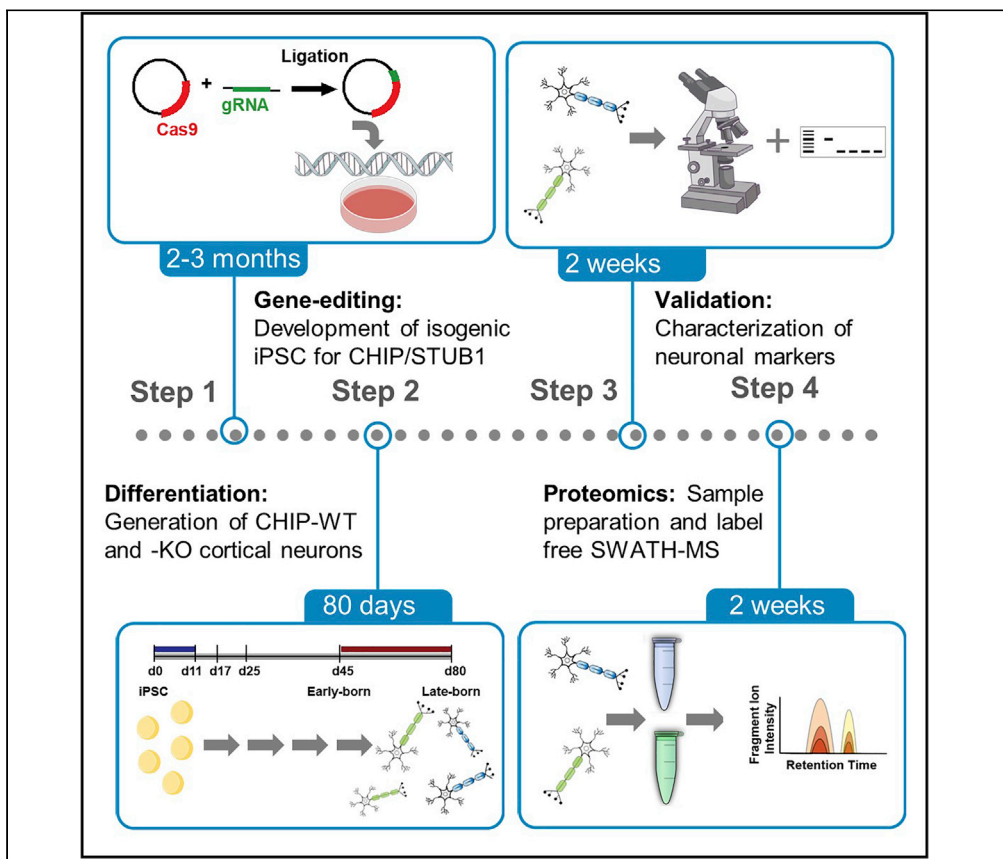 Ligation
+
gRNA
Cas9
+
2-3 months
2 weeks
Gene-editing:
Development of isogenic
iPSC for CHIP/STUB1
Validation:
Characterization of
neuronal markers
Step 1
Step 2
Step 3
Step 4
Differentiation:
Generation of CHIP-WT
and -KO cortical neurons
Proteomics: Sample
preparation and label
free SWATH-MS
80 days
2 weeks
d0 d11 d17 d25 d45 d80
iPSC Early-born Late-born
Fragment Ion
Intensity
Retention Time